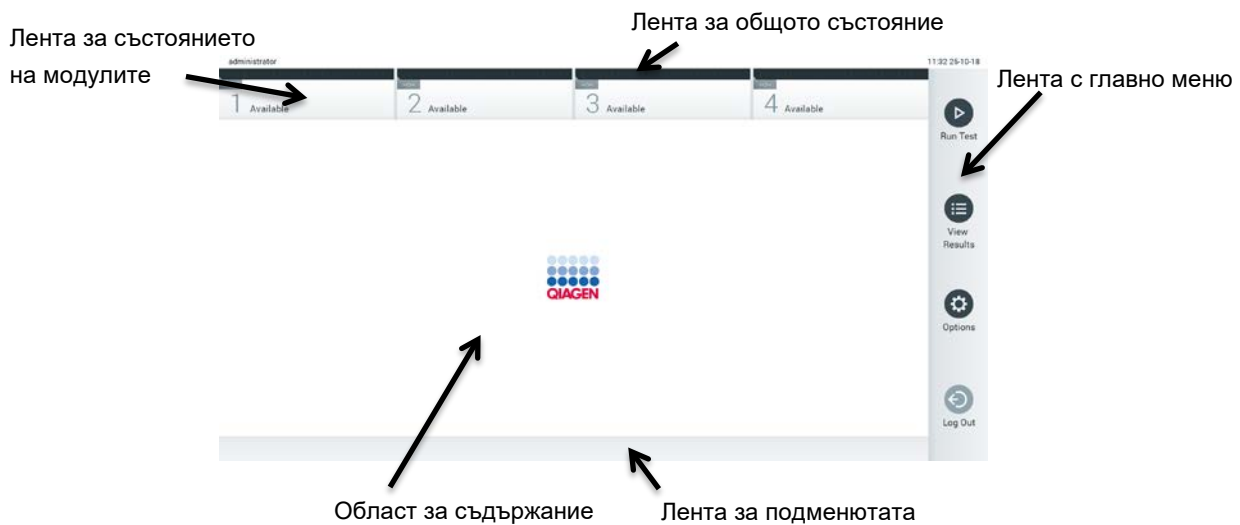 Лента за общото състояние
Лента за състоянието
на модулите
administrator
11:32 25-10-18
Лента с главно меню
1 Available
2 Available
3 Available
4 Available
Run Test
View
Results
QIAGEN
Options
Log Out
Област за съдържание
Лента за подменютата